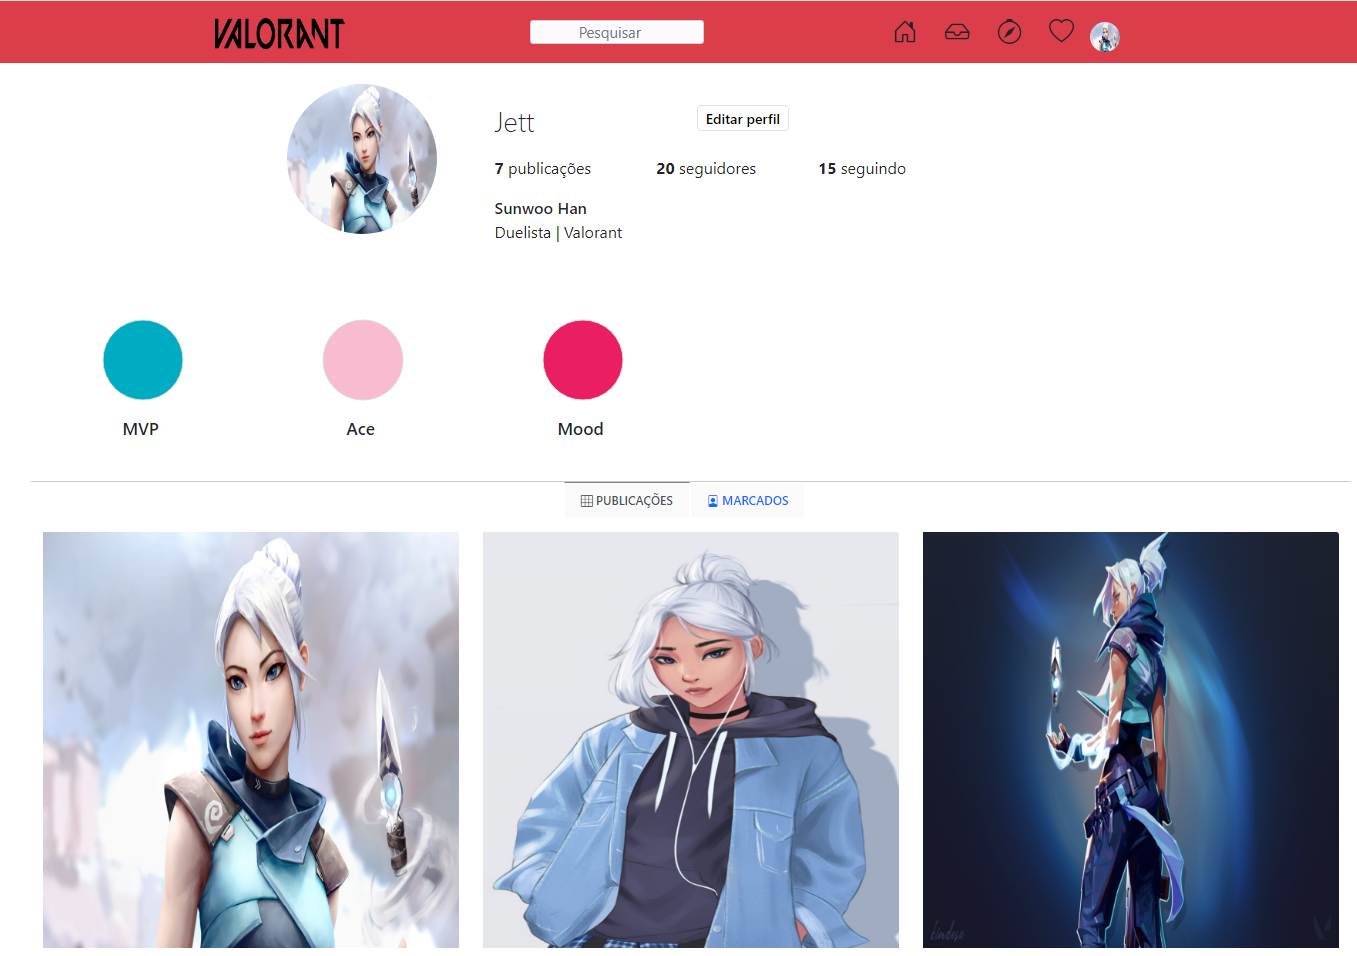 VALORANT
Pesquisar
Jett
Editar perfil
7 publicações
20 seguidores
15 seguindo
Sunwoo Han
Duelista | Valorant
MVP
Ace
Mood
PUBLICAÇÕES
MARCADOS